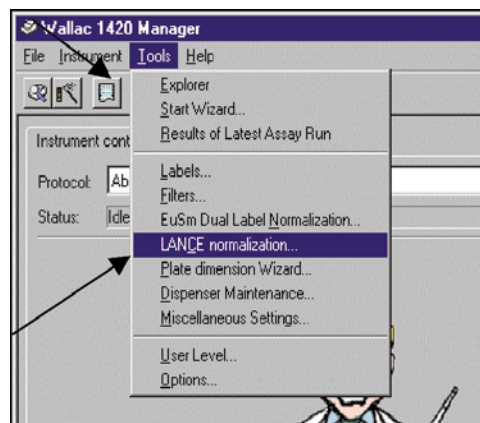 Wallac 1420 Manager
File Instrument Tools Help
Explorer
Start Wizard...
Results of Latest Assay Run
Instrument cont
Labels...
Protocol: Ab
Filters...
Status: Idle
EuSm Dual Label Normalization...
LANCE normalization...
Plate dimension Wizard...
Dispenser Maintenance...
Miscellaneous Settings...
User Level...
Options...